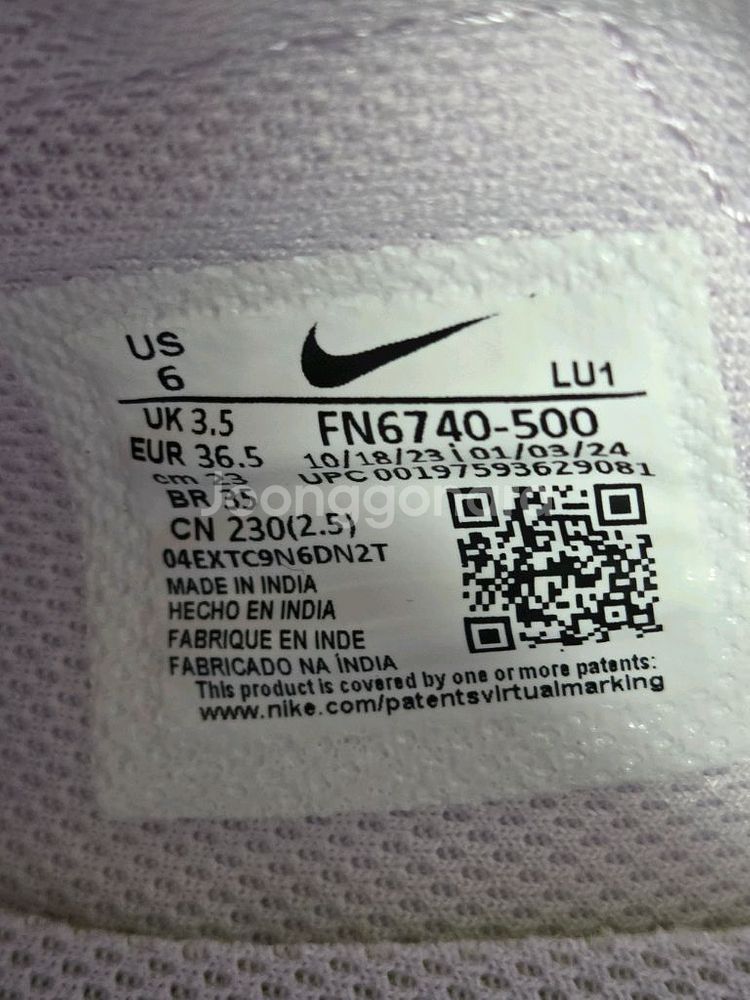 US
6
LU1
UK 3.5
FN6740-500
EUR 36.5
10/18/23 | 01/03/24
cm 23
UPC 00197593629081
BR 35
Joonggonara
CN 230(2.5)
04EXTC9N6DN2T
MADE IN INDIA
HECHO EN INDIA
FABRIQUE EN INDE
FABRICADO NA ÍNDIA
This product is covered by one or more patents:
www.nike.com/patentsvirtualmarking